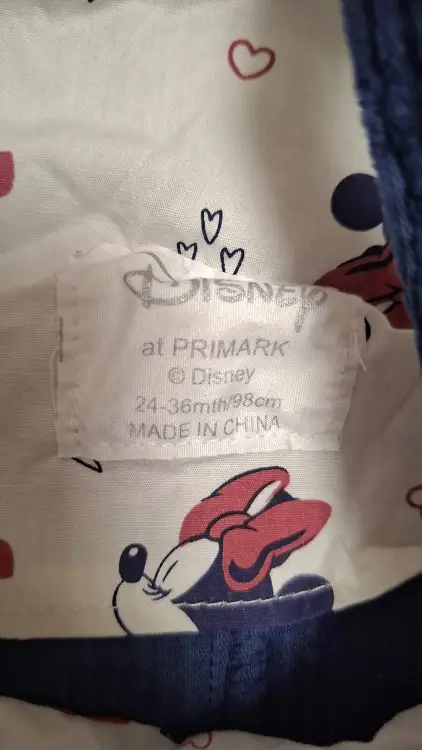 DISNEY
at PRIMARK
© Disney
24-36mth/98cm
MADE IN CHINA